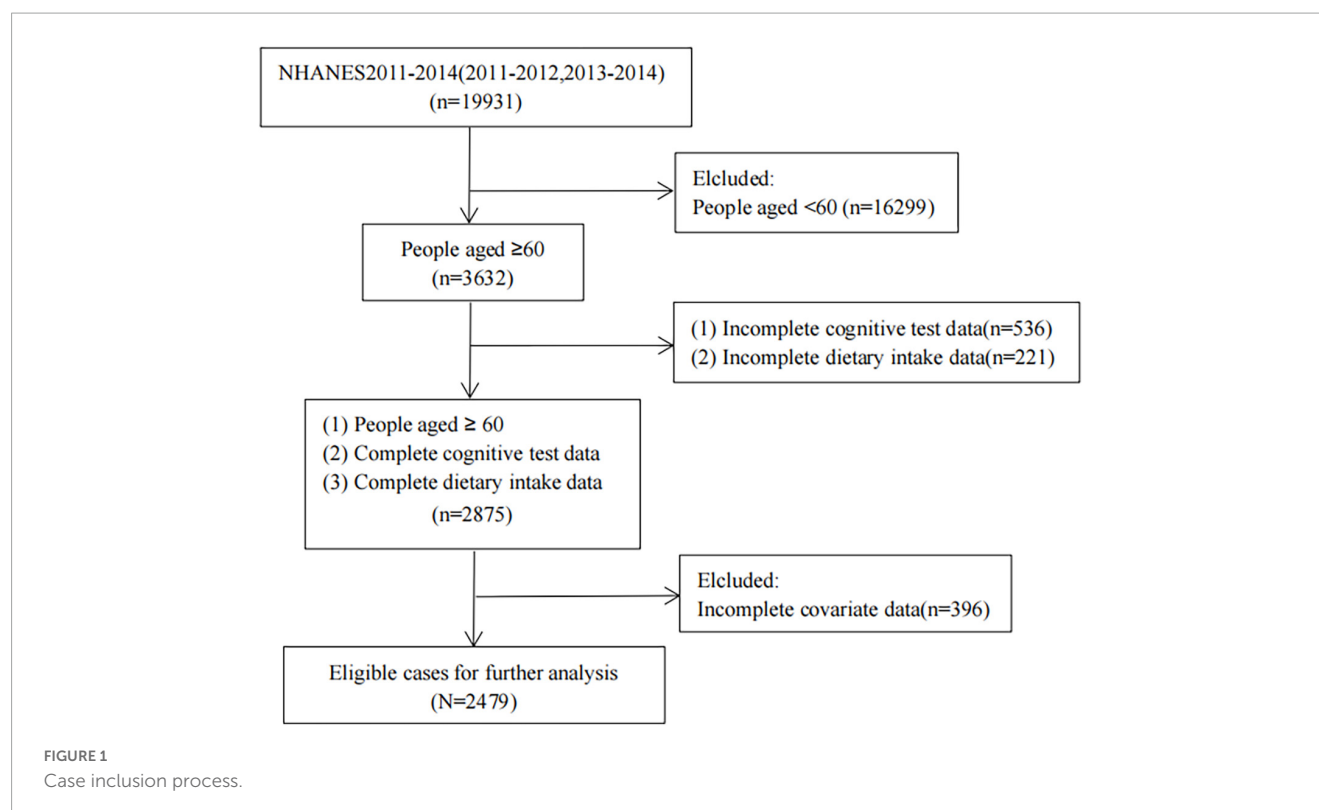 NHANES2011-2014(2011-2012,2013-2014)
(n=19931)
Elcluded:
People aged <60 (n=16299)
People aged ≥60
(n=3632)
(1) Incomplete cognitive test data(n=536)
(2) Incomplete dietary intake data(n=221)
(1) People aged ≥ 60
(2) Complete cognitive test data
(3) Complete dietary intake data
(n=2875)
Elcluded:
Incomplete covariate data(n=396)
Eligible cases for further analysis
(N=2479)
FIGURE 1
Case inclusion process.